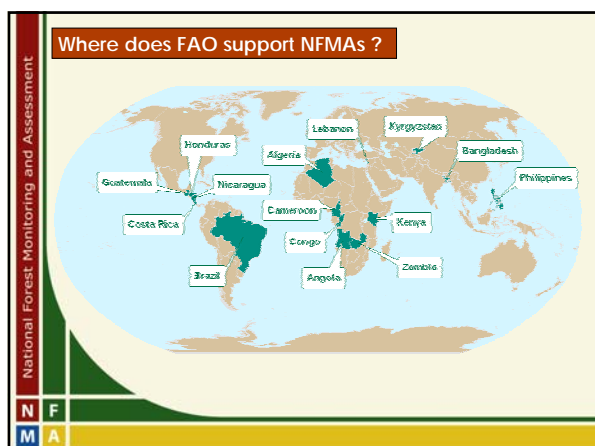 Where does FAO support NFMAs ?
National Forest Monitoring and Assessment
Honduras
Lebanon
Kyrgyzstan
Algeria
Bangladesh
Guatemala
Nicaragua
Philippines
Costa Rica
Cameroon
Kenya
Congo
Brazil
Angola
Zambia
N F
M A